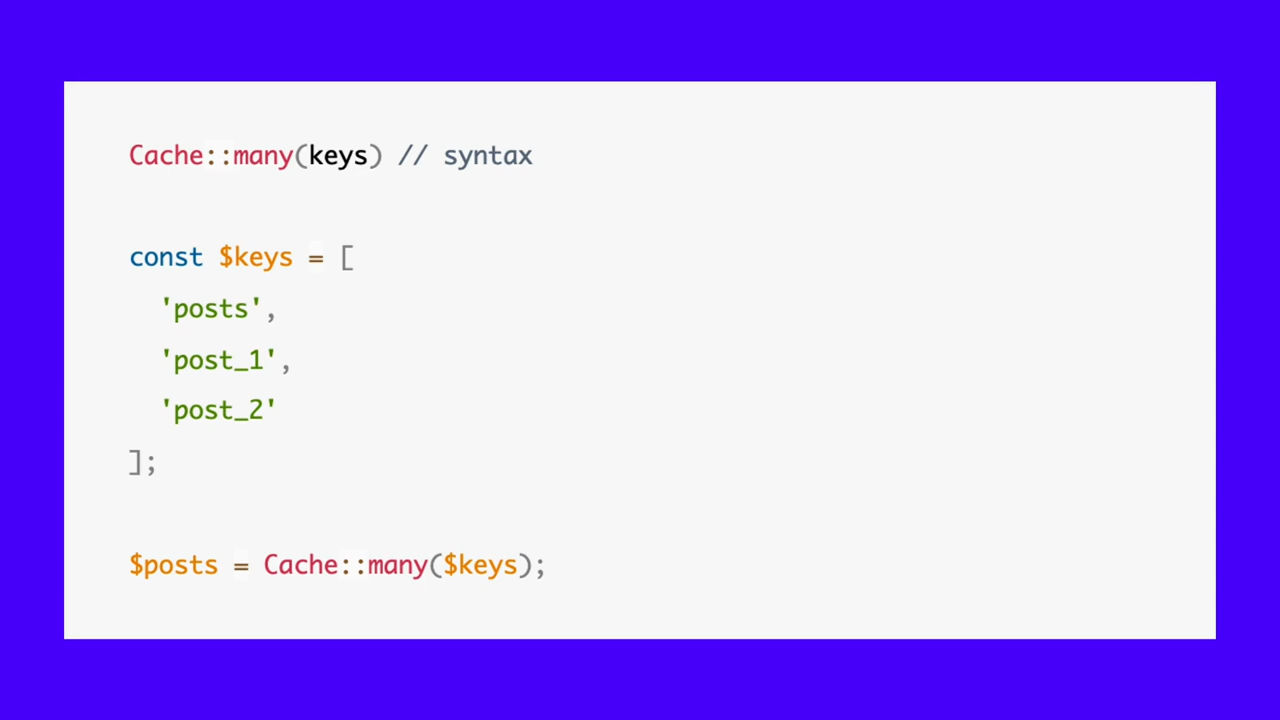 Cache::many(keys) // syntax
const $keys = [
'posts',
'post_1',
'post_2'
];
$posts = Cache::many($keys);